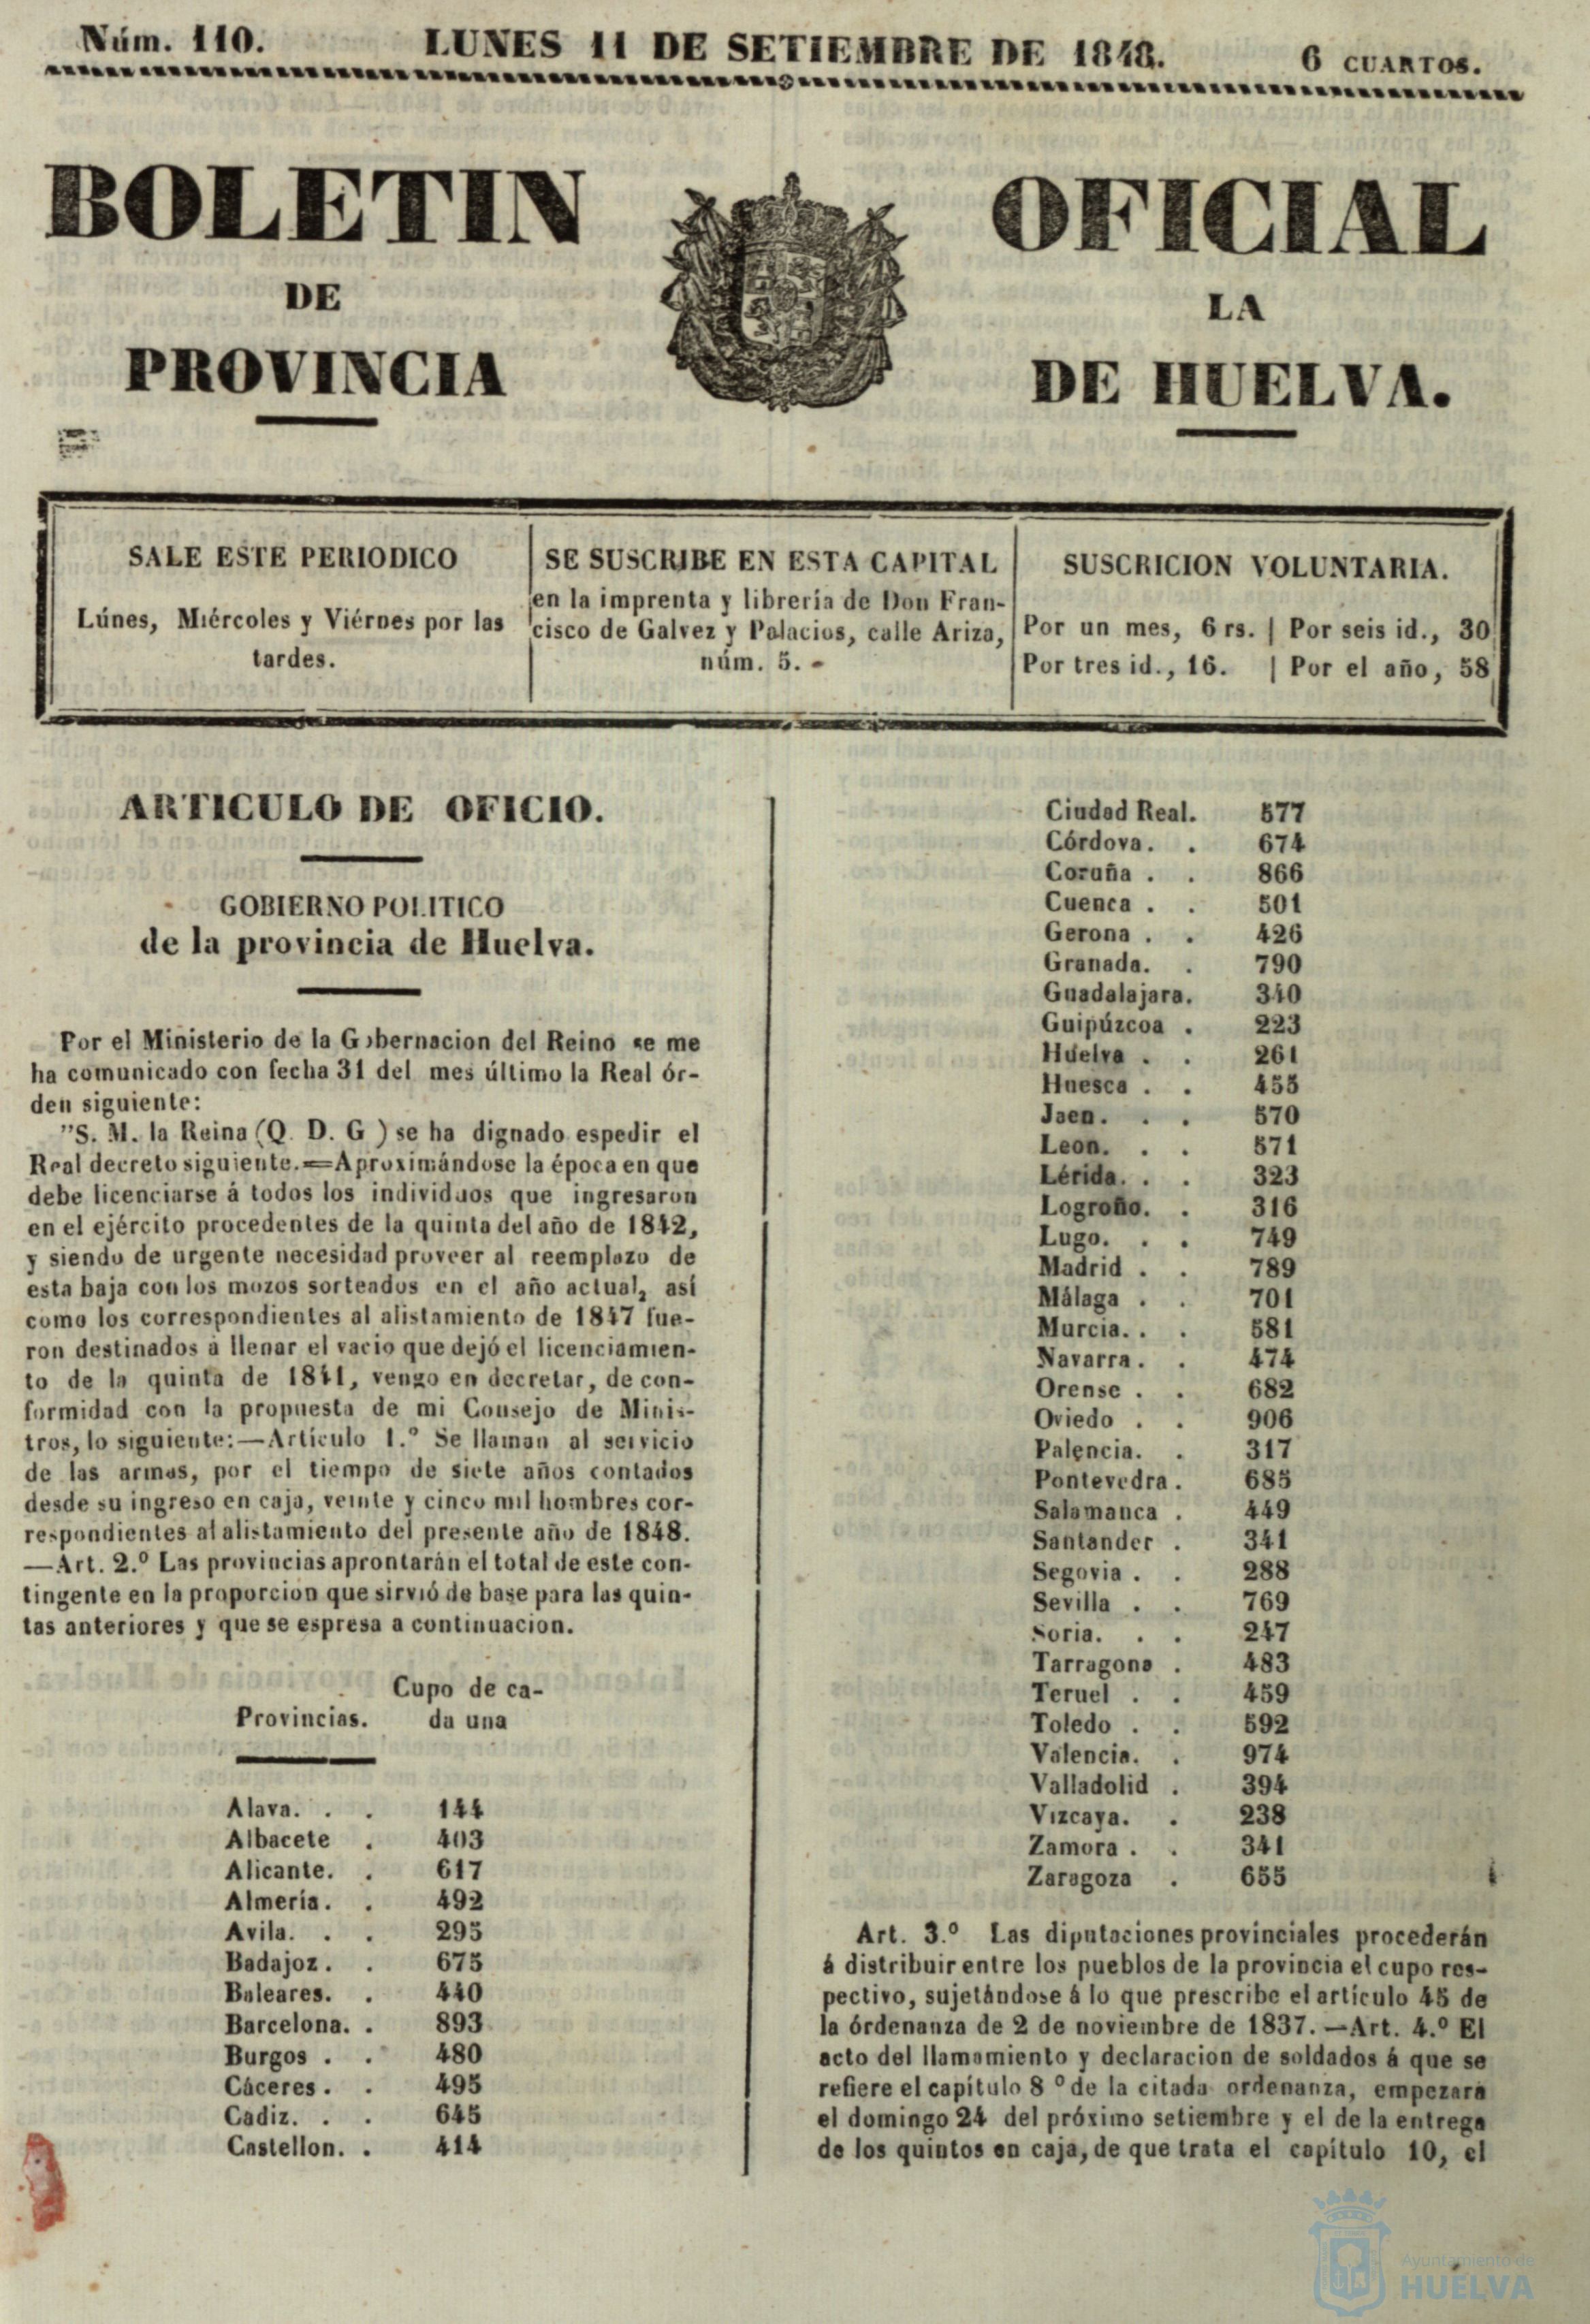 Núm. 110. LUNES 11 DE SETIEMBRE DE 1848. 6 CUARTOS.
BOLETIN OFICIAL
DE LA
PROVINCIA DE HUELVA.
SALE ESTE PERIODICO
Lúnes, Miércoles y Viérnes por las
tardes.
SE SUSCRIBE EN ESTA CAPITAL
en la imprenta y librería de Don Fran-
cisco de Galvez y Palacios, calle Ariza,
núm. 5. -
SUSCRICION VOLUNTARIA.
Por un mes, 6 rs. | Por seis id., 30
Por tres id., 16. | Por el año, 58
ARTICULO DE OFICIO.
GOBIERNO POLITICO
de la provincia de Huelva.
Por el Ministerio de la Gobernacion del Reino se me
ha comunicado con fecha 31 del mes último la Real ór-
den siguiente:
"S. M. la Reina (Q. D. G ) se ha dignado espedir el
Real decreto siguiente.=Aproximándose la época en que
debe licenciarse á todos los individuos que ingresaron
en el ejército procedentes de la quinta del año de 1842,
y siendo de urgente necesidad proveer al reemplazo de
esta baja con los mozos sorteados en el año actual, así
como los correspondientes al alistamiento de 1847 fue-
ron destinados á llenar el vacio que dejó el licenciamien-
to de la quinta de 1841, vengo en decretar, de con-
formidad con la propuesta de mi Consejo de Minis-
tros, lo siguiente:—Artículo 1.º Se llaman al servicio
de las armas, por el tiempo de siete años contados
desde su ingreso en caja, veinte y cinco mil hombres cor-
respondientes al alistamiento del presente año de 1848.
—Art. 2.º Las provincias aprontarán el total de este con-
tingente en la proporcion que sirvió de base para las quin-
tas anteriores y que se espresa a continuacion.
Cupo de ca-
Provincias. da una
Alava. . . 144
Albacete . 403
Alicante. . 617
Almería. . 492
Avila. . . 295
Badajoz . . 675
Baleares. . 440
Barcelona. . 893
Burgos . . 480
Cáceres . . 495
Cadiz. . . 645
Castellon. . 414
Ciudad Real. 577
Córdova. . 674
Coruña . . 866
Cuenca . . 501
Gerona . . 426
Granada. . 790
Guadalajara. 340
Guipúzcoa . 223
Huelva . . 261
Huesca . . 455
Jaen. . . 570
Leon. . . 571
Lérida. . . 323
Logroño. . 316
Lugo. . . 749
Madrid . . 789
Málaga . . 701
Murcia. . . 581
Navarra. . 474
Orense . . 682
Oviedo . . 906
Palencia. . 317
Pontevedra . 685
Salamanca . 449
Santander . 341
Segovia . . 288
Sevilla . . 769
Soria. . . 247
Tarragona . 483
Teruel . . 459
Toledo . . 592
Valencia. . 974
Valladolid . 394
Vizcaya. . 238
Zamora . . 341
Zaragoza . 655
Art. 3.º Las diputaciones provinciales procederán
á distribuir entre los pueblos de la provincia el cupo res-
pectivo, sujetándose á lo que prescribe el artículo 45 de
la órdenanza de 2 de noviembre de 1837. —Art. 4.º El
acto del llamamiento y declaracion de soldados á que se
refiere el capítulo 8 º de la citada ordenanza, empezará
el domingo 24 del próximo setiembre y el de la entrega
de los quintos en caja, de que trata el capítulo 10, el
Ayuntamiento de
HUELVA